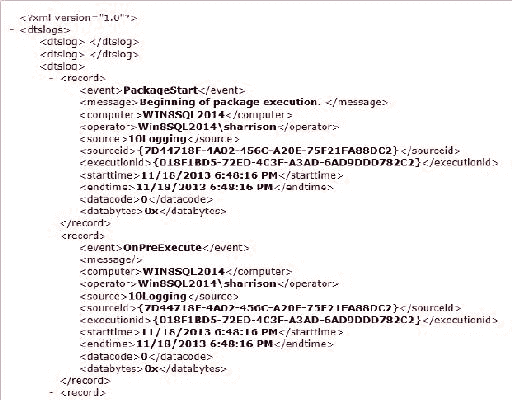 <?xml version="1.0"?>
- <dtslogs>
<dtslog> </dtslog>
<dtslog> </dtslog>
<dtslog>
- <record>
<event>PackageStart</event>
<message>Beginning of package execution. </message>
<computer>WIN8SQL2014</computer>
<operator>Win8SQL2014\sharrison</operator>
<source>10Logging</source>
<sourceid>{7D44718F-4A02-456C-A20E-75F21FA88DC2}</sourceid>
<executionid>{018F1BD5-72ED-4C3F-A3AD-6AD9DDD782C2}</executionid>
<starttime>11/18/2013 6:48:16 PM</starttime>
<endtime>11/18/2013 6:48:16 PM</endtime>
<datacode>0</datacode>
<databytes>0x</databytes>
</record>
- <record>
<event>OnPreExecute</event>
<message/>
<computer>WIN8SQL2014</computer>
<operator>Win8SQL2014\sharrison</operator>
<source>10Logging</source>
<sourceid>{7D44718F-4A02-456C-A20E-75F21FA88DC2}</sourceid>
<executionid>{018F1BD5-72ED-4C3F-A3AD-6AD9DDD782C2}</executionid>
<starttime>11/18/2013 6:48:16 PM</starttime>
<endtime>11/18/2013 6:48:16 PM</endtime>
<datacode>0</datacode>
<databytes>0x</databytes>
</record>
- <record>